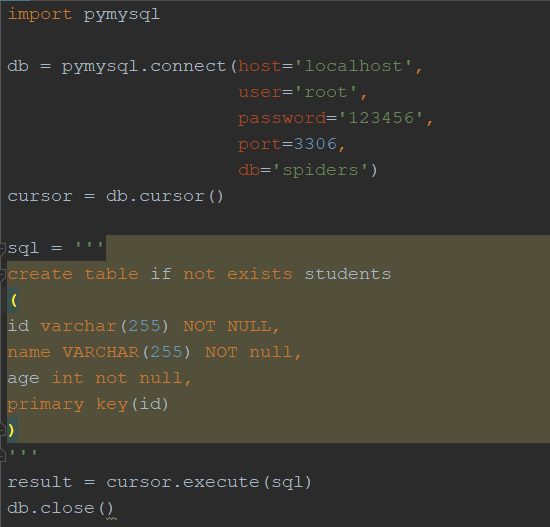 import pymysql
db = pymysql.connect(host='localhost',
user='root',
password='123456',
port=3306,
db='spiders')
cursor = db.cursor()
sql = '''
create table if not exists students
(
id varchar(255) NOT NULL,
name VARCHAR(255) NOT null,
age int not null,
primary key(id)
)
'''
result = cursor.execute(sql)
db.close()